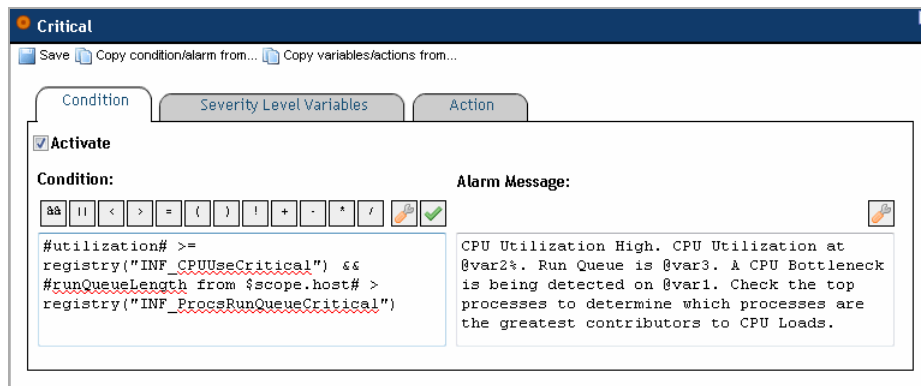 Critical
Save Copy condition/alarm from... Copy variables/actions from...
Condition Severity Level Variables Action
Activate
Condition:
&& || < > = ( ) ! + - * /
#utilization# >=
registry("INF_CPUUseCritical") &&
#runQueueLength from $scope.host# >
registry("INF_ProcsRunQueueCritical")
Alarm Message:
CPU Utilization High. CPU Utilization at
@var2%. Run Queue is @var3. A CPU Bottleneck
is being detected on @var1. Check the top
processes to determine which processes are
the greatest contributors to CPU Loads.